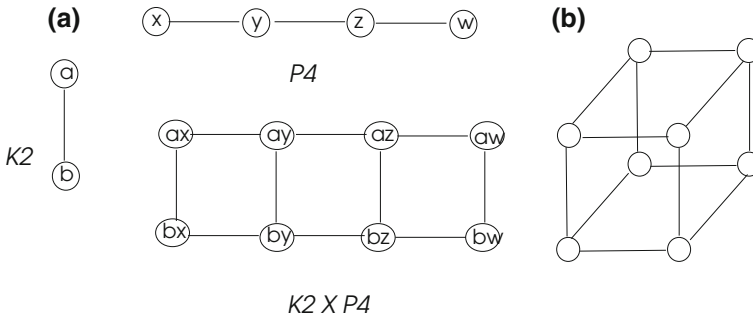 (a)
x y z w
P4
(b)
a
K2
b
ax ay az aw
bx by bz bw
K2 X P4